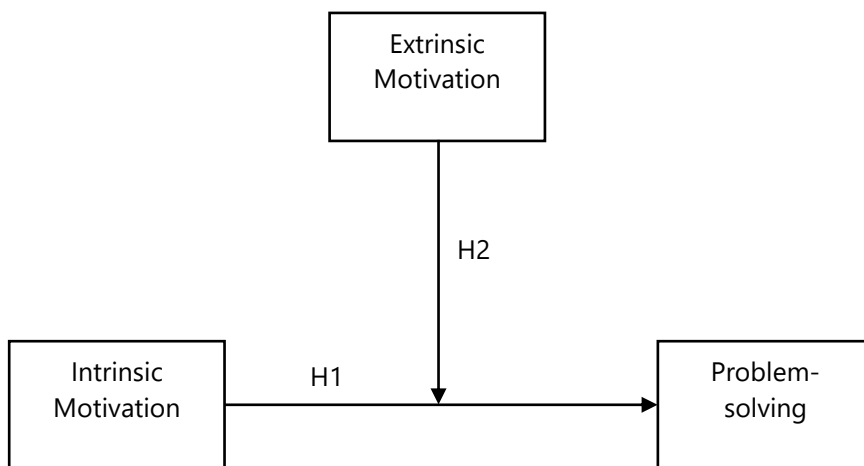 Extrinsic
Motivation
H2
Intrinsic
Motivation
H1
Problem-
solving